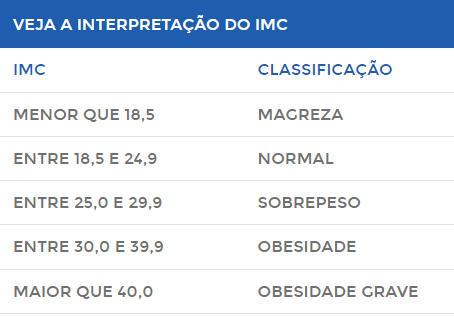 VEJA A INTERPRETAÇÃO DO IMC
IMC CLASSIFICAÇÃO
MENOR QUE 18,5 MAGREZA
ENTRE 18,5 E 24,9 NORMAL
ENTRE 25,0 E 29,9 SOBREPESO
ENTRE 30,0 E 39,9 OBESIDADE
MAIOR QUE 40,0 OBESIDADE GRAVE